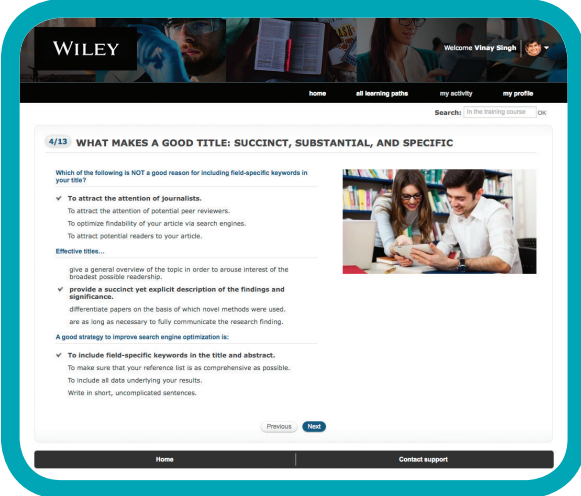 WILEY
Welcome Vinay Singh
home all learning paths my activity my profile
Search: In the training course OK
4/13 WHAT MAKES A GOOD TITLE: SUCCINCT, SUBSTANTIAL, AND SPECIFIC
Which of the following is NOT a good reason for including field-specific keywords in
your title?
To attract the attention of journalists.
To attract the attention of potential peer reviewers.
To optimize findability of your article via search engines.
To attract potential readers to your article.
Effective titles...
give a general overview of the topic in order to arouse interest of the
broadest possible readership.
provide a succinct yet explicit description of the findings and
significance.
differentiate papers on the basis of which novel methods were used.
are as long as necessary to fully communicate the research finding.
A good strategy to improve search engine optimization is:
To include field-specific keywords in the title and abstract.
To make sure that your reference list is as comprehensive as possible.
To include all data underlying your results.
Write in short, uncomplicated sentences.
Previous Next
Home Contact support